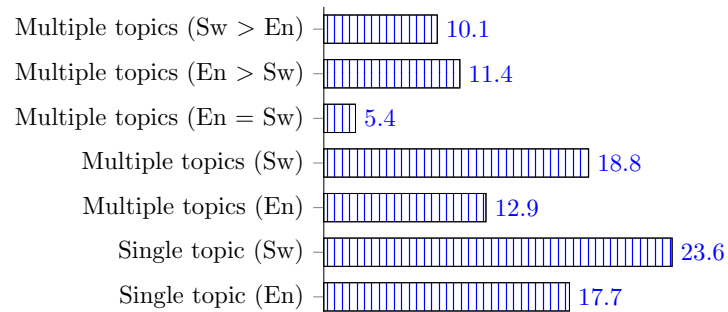 Multiple topics (Sw > En) 10.1
Multiple topics (En > Sw) 11.4
Multiple topics (En = Sw) 5.4
Multiple topics (Sw) 18.8
Multiple topics (En) 12.9
Single topic (Sw) 23.6
Single topic (En) 17.7